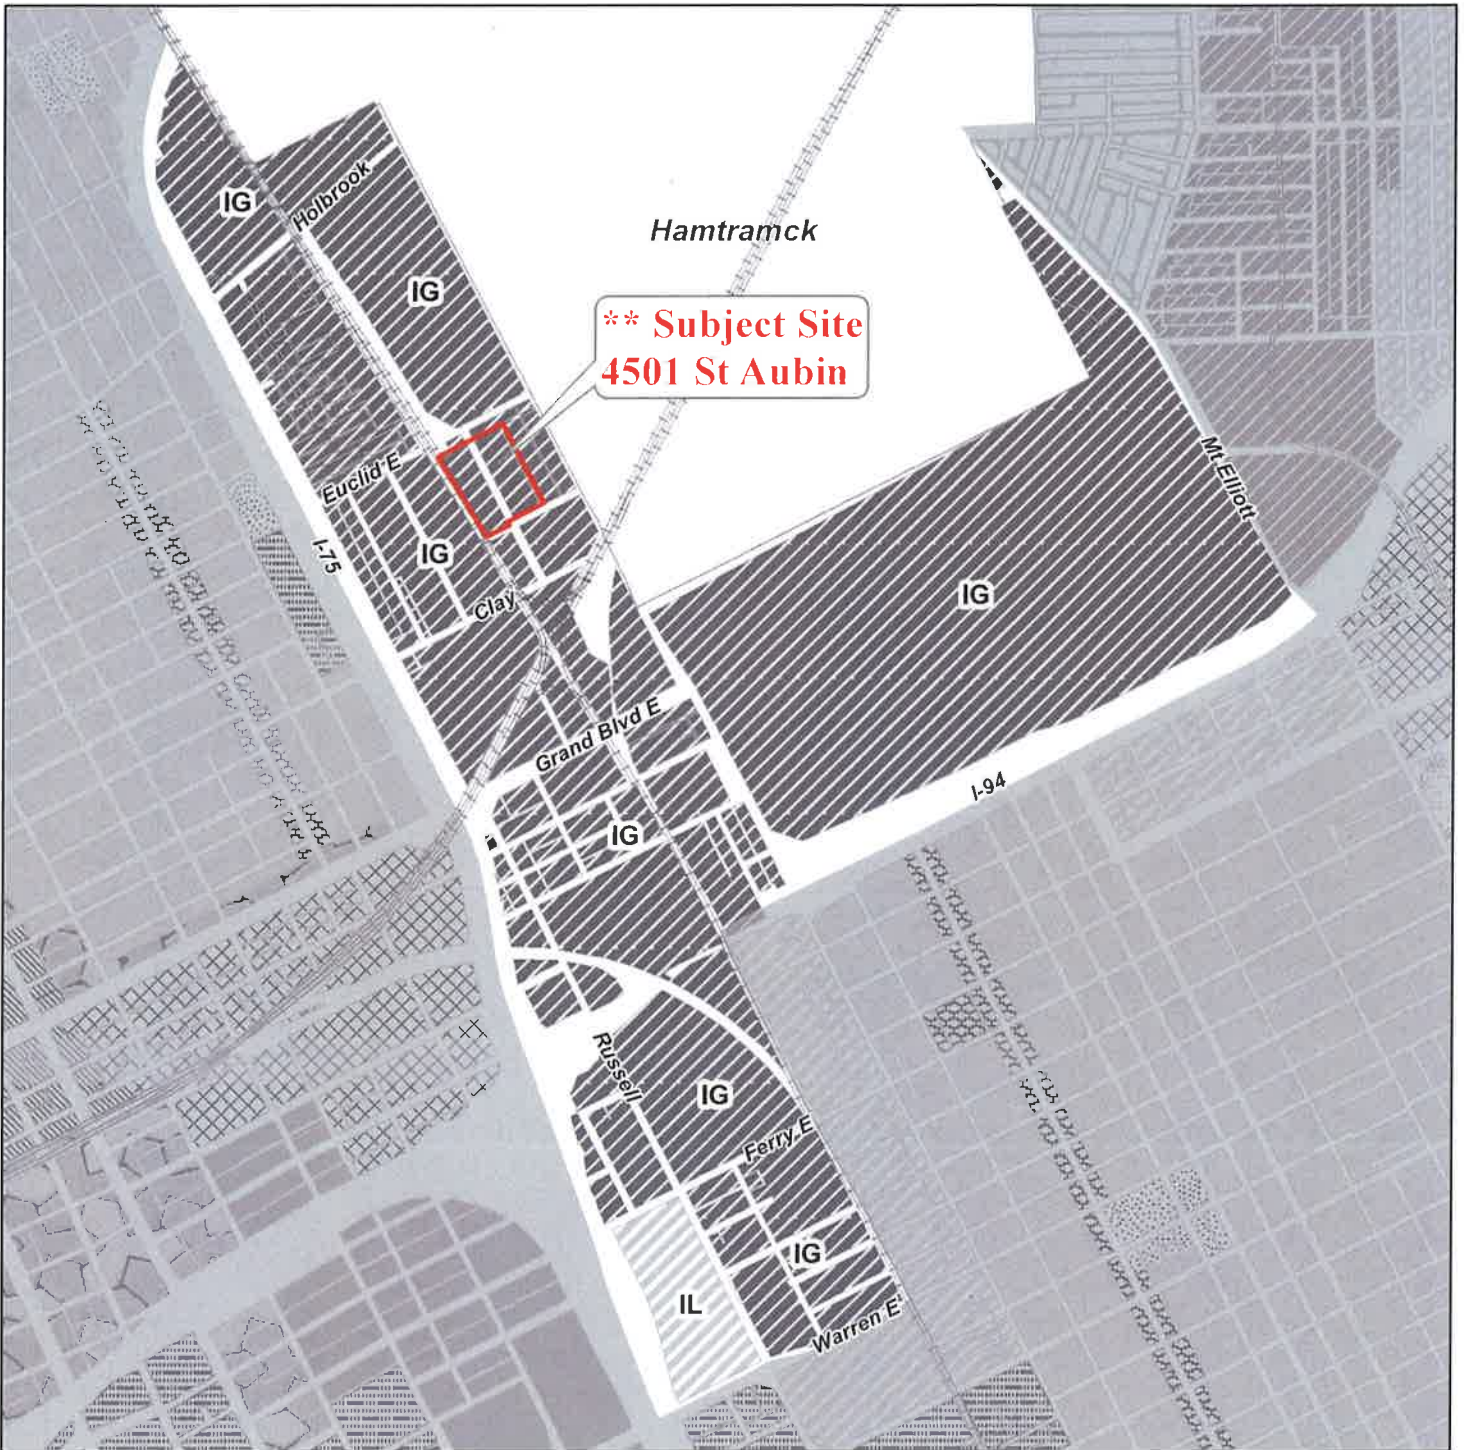 IG
Holbrook
Hamtramck
IG
** Subject Site
4501 St Aubin
Euclid E
Mt Elliott
I-75
IG
Clay
IG
Grand Blvd E
I-94
IG
Russell
IG
Ferry E
IG
IL
Warren E